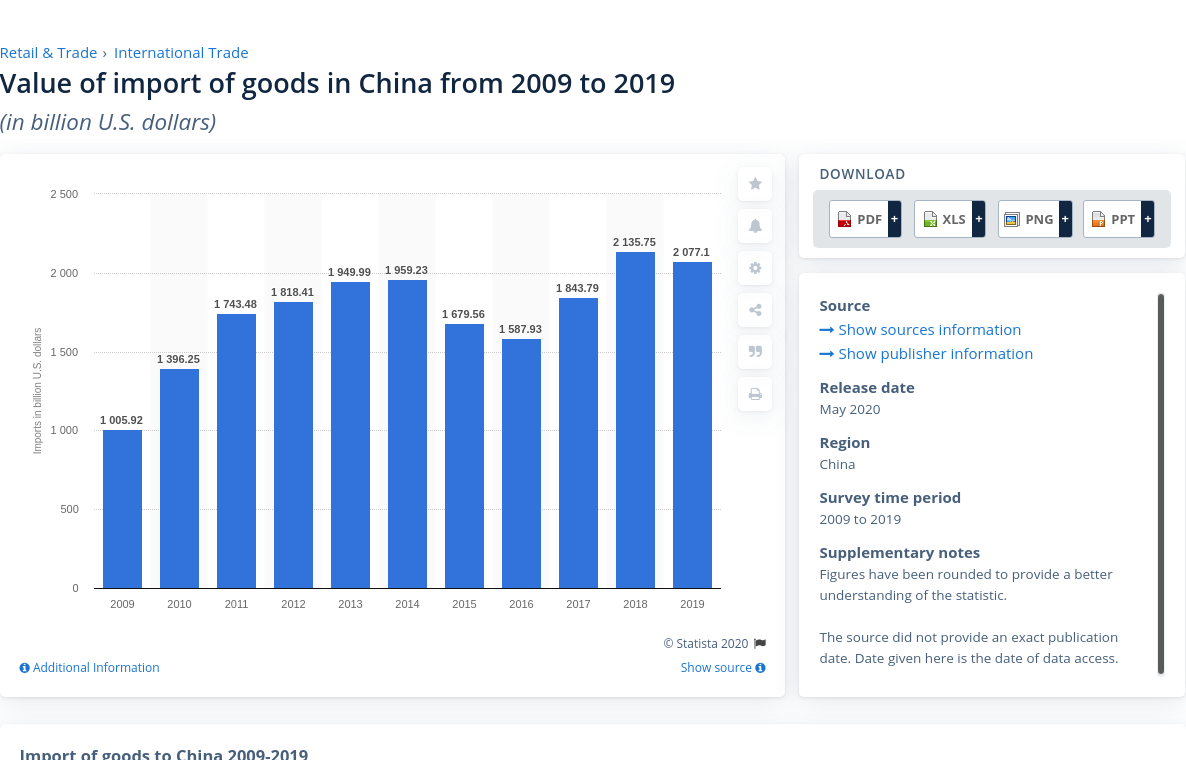 Retail & Trade › International Trade
Value of import of goods in China from 2009 to 2019
(in billion U.S. dollars)
Imports in billion U.S. dollars
2 500
2 000
1 500
1 000
500
0
1 005.92
1 396.25
1 743.48
1 818.41
1 949.99
1 959.23
1 679.56
1 587.93
1 843.79
2 135.75
2 077.1
2009 2010 2011 2012 2013 2014 2015 2016 2017 2018 2019
© Statista 2020
Additional Information
Show source
DOWNLOAD
PDF + XLS + PNG + PPT +
Source
Show sources information
Show publisher information
Release date
May 2020
Region
China
Survey time period
2009 to 2019
Supplementary notes
Figures have been rounded to provide a better
understanding of the statistic.
The source did not provide an exact publication
date. Date given here is the date of data access.
Import of goods to China 2009-2019